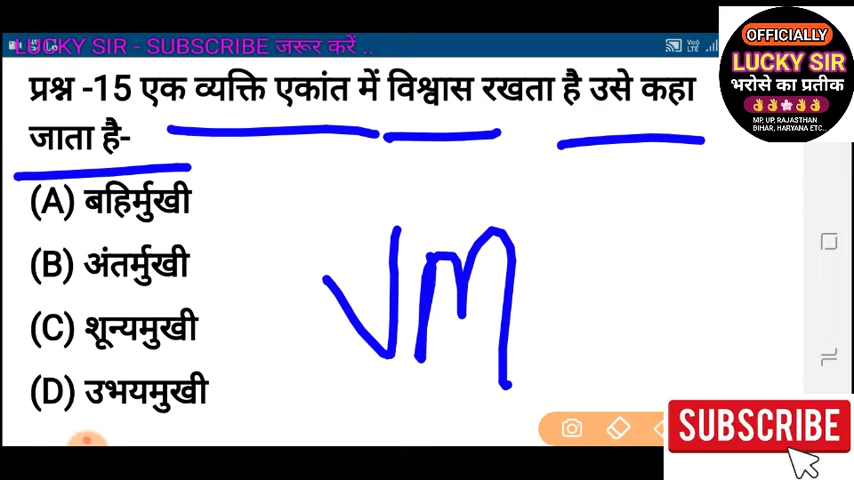 LUCKY SIR - SUBSCRIBE जरूर करें ..
OFFICIALLY
LUCKY SIR
भरोसे का प्रतीक
MP, UP, RAJASTHAN
BIHAR, HARYANA ETC..
प्रश्न -15 एक व्यक्ति एकांत में विश्वास रखता है उसे कहा
जाता है-
(A) बहिर्मुखी
(B) अंतर्मुखी
(C) शून्यमुखी
(D) उभयमुखी
VM
SUBSCRIBE